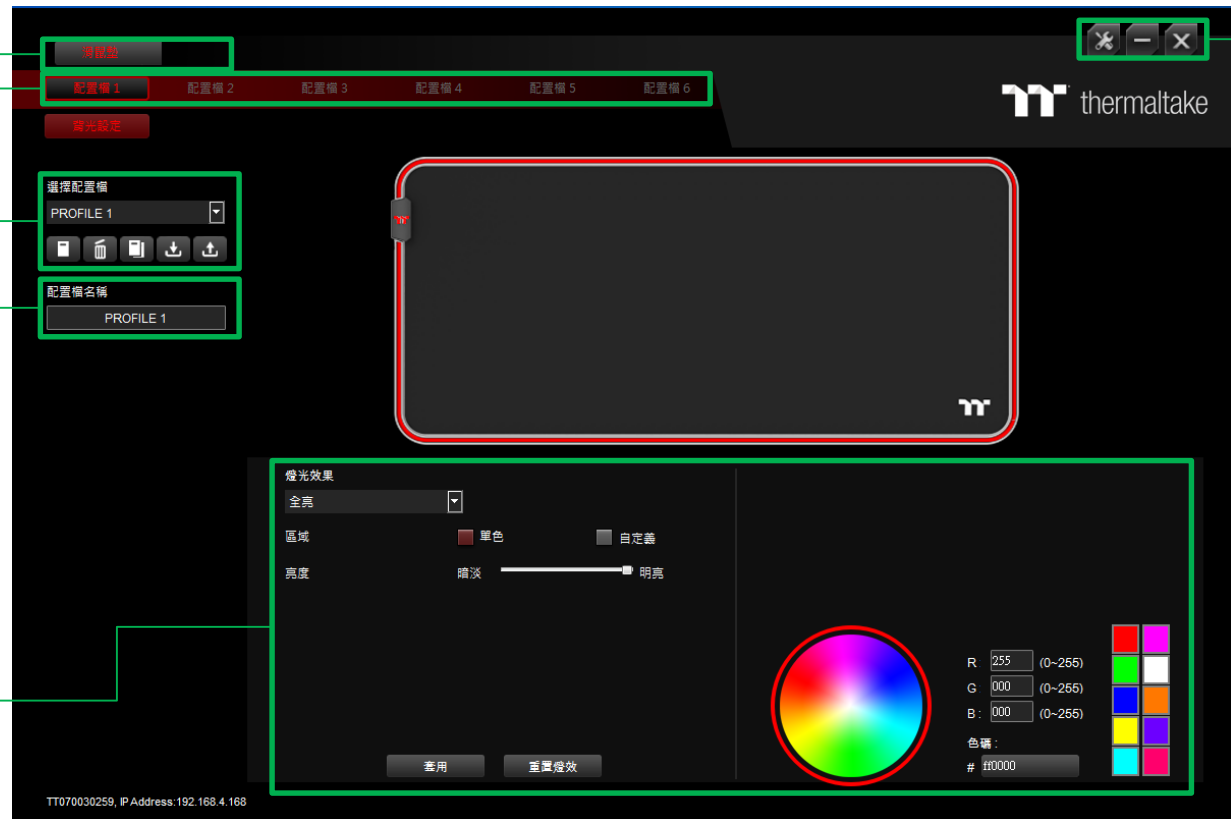 滑鼠墊
配置檔 1 配置檔 2 配置檔 3 配置檔 4 配置檔 5 配置檔 6
thermaltake
背光設定
選擇配置檔
PROFILE 1
配置檔名稱
PROFILE 1
燈光效果
全亮
區域 單色 自定義
亮度 暗淡 明亮
R 255 (0~255)
G 000 (0~255)
B : 000 (0~255)
色碼 :
# ff0000
套用 重置燈效
TT070030259, IP Address:192.168.4.168